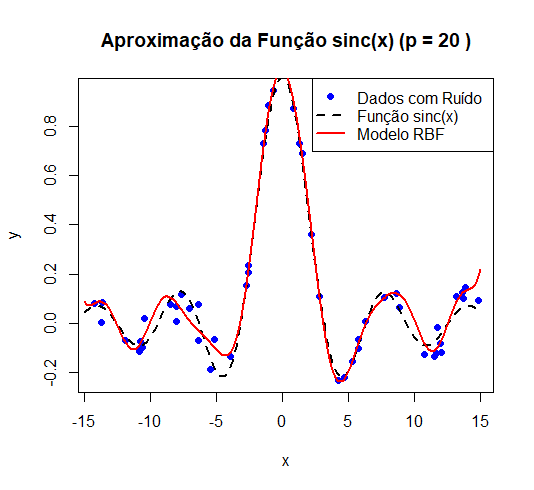 Aproximação da Função sinc(x) (p = 20 )
Dados com Ruído
Função sinc(x)
Modelo RBF
y
0.8
0.6
0.4
0.2
0.0
-0.2
-15 -10 -5 0 5 10 15
x